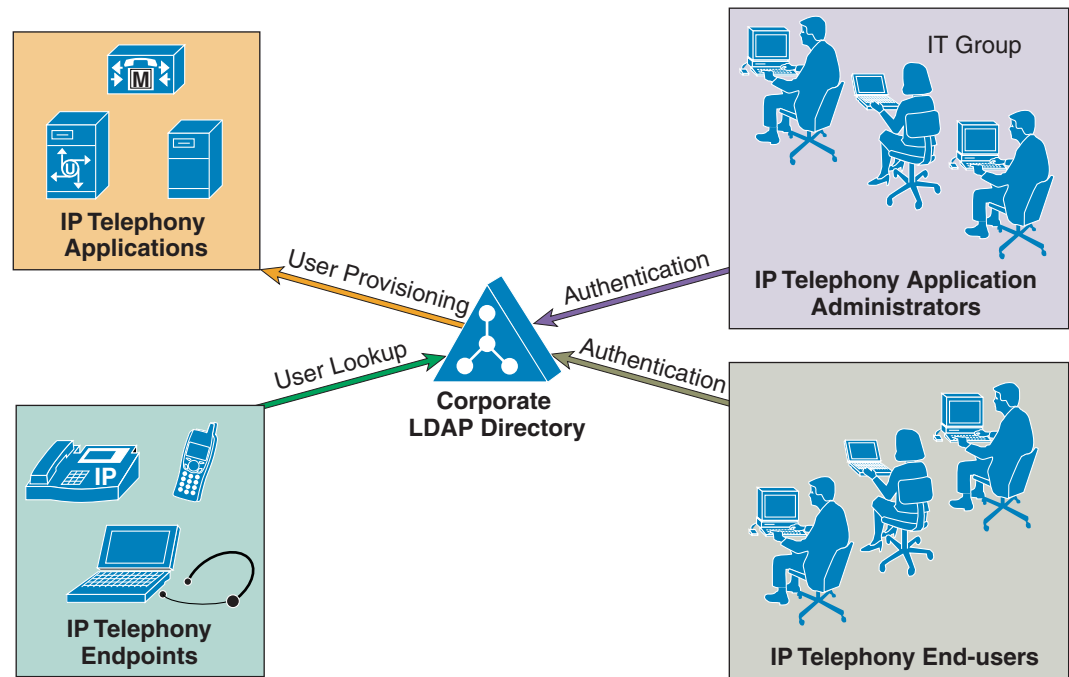 M
U
IP Telephony
Applications
IT Group
IP Telephony Application
Administrators
User Provisioning
Authentication
User Lookup
Authentication
Corporate
LDAP Directory
IP
IP Telephony
Endpoints
IP Telephony End-users